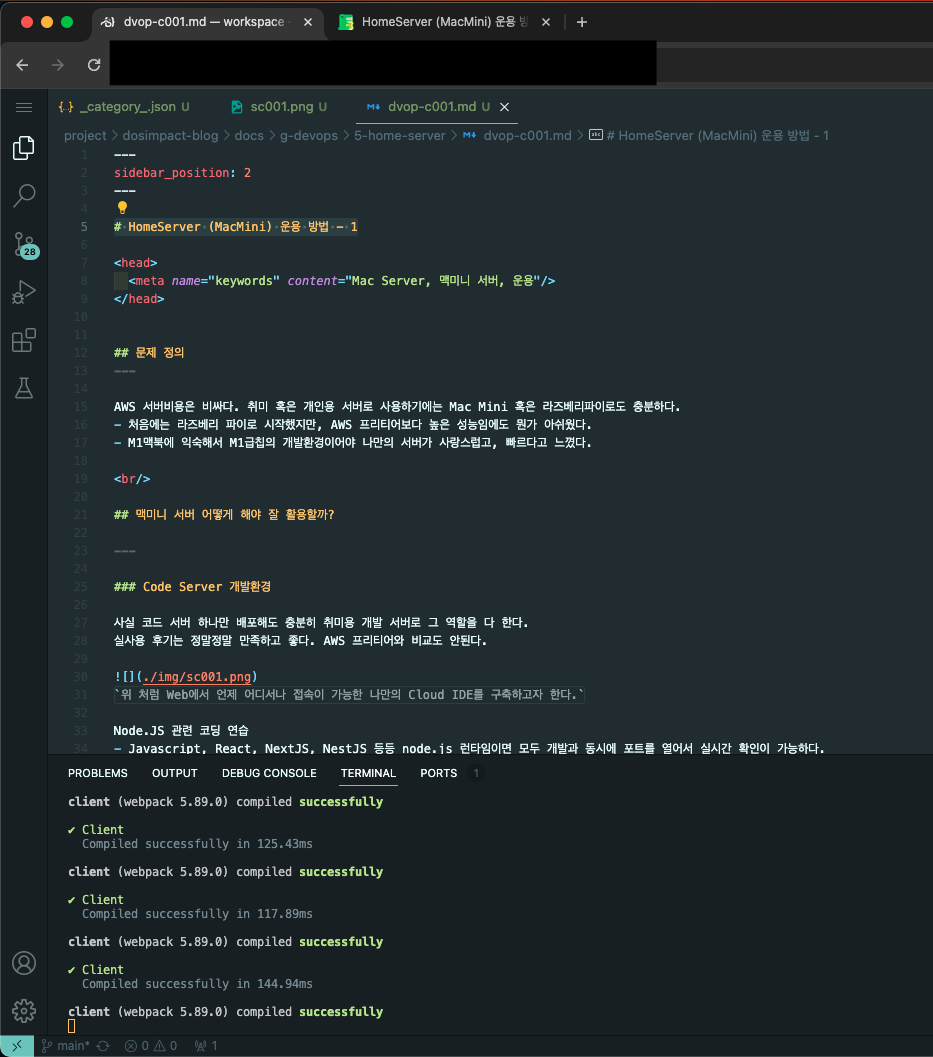 dvop-c001.md — workspace
HomeServer (MacMini) 운용 방
_category_.json U
sc001.png U
dvop-c001.md U
project > dosimpact-blog > docs > g-devops > 5-home-server > dvop-c001.md > # HomeServer (MacMini) 운용 방법 - 1
1 ---
2 sidebar_position: 2
3 ---
4
5 # HomeServer (MacMini) 운용 방법 - 1
6
7 <head>
8 <meta name="keywords" content="Mac Server, 맥미니 서버, 운용"/>
9 </head>
10
11
12 ## 문제 정의
13 ---
14
15 AWS 서버비용은 비싸다. 취미 혹은 개인용 서버로 사용하기에는 Mac Mini 혹은 라즈베리파이로도 충분하다.
16 - 처음에는 라즈베리 파이로 시작했지만, AWS 프리티어보다 높은 성능임에도 뭔가 아쉬웠다.
17 - M1맥북에 익숙해서 M1급칩의 개발환경이어야 나만의 서버가 사랑스럽고, 빠르다고 느꼈다.
18
19 <br/>
20
21 ## 맥미니 서버 어떻게 해야 잘 활용할까?
22
23 ---
24
25 ### Code Server 개발환경
26
27 사실 코드 서버 하나만 배포해도 충분히 취미용 개발 서버로 그 역할을 다 한다.
28 실사용 후기는 정말정말 만족하고 좋다. AWS 프리티어와 비교도 안된다.
29
30 ![](./img/sc001.png)
31 `위 처럼 Web에서 언제 어디서나 접속이 가능한 나만의 Cloud IDE를 구축하고자 한다.`
32
33 Node.JS 관련 코딩 연습
34 - Javascript, React, NextJS, NestJS 등등 node.js 런타임이면 모두 개발과 동시에 포트를 열어서 실시간 확인이 가능하다.
28
PROBLEMS OUTPUT DEBUG CONSOLE TERMINAL PORTS 1
client (webpack 5.89.0) compiled successfully
✔ Client
Compiled successfully in 125.43ms
client (webpack 5.89.0) compiled successfully
✔ Client
Compiled successfully in 117.89ms
client (webpack 5.89.0) compiled successfully
✔ Client
Compiled successfully in 144.94ms
client (webpack 5.89.0) compiled successfully
main* 0 0 1